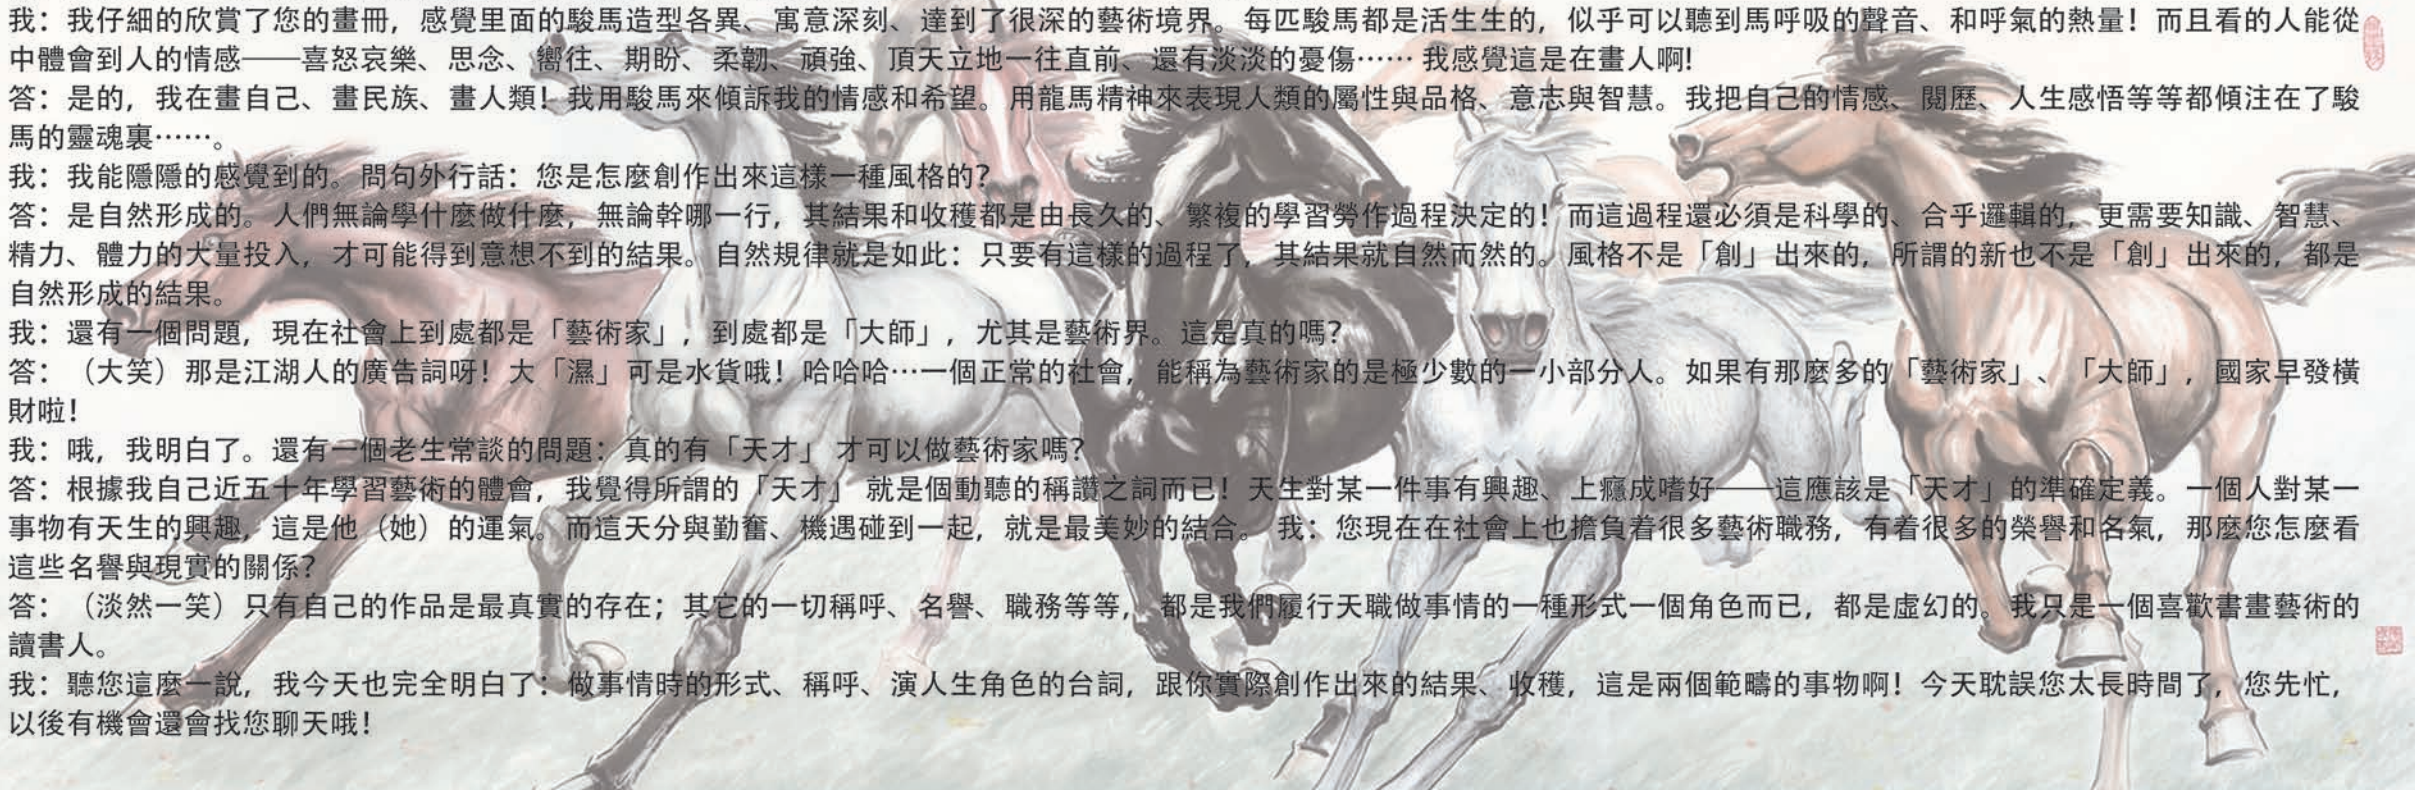 我：我仔細的欣賞了您的畫冊，感覺里面的駿馬造型各異、寓意深刻、達到了很深的藝術境界。每匹駿馬都是活生生的，似乎可以聽到馬呼吸的聲音、和呼氣的熱量！而且看的人能從
中體會到人的情感——喜怒哀樂、思念、嚮往、期盼、柔韌、頑強、頂天立地一往直前、還有淡淡的憂傷…… 我感覺這是在畫人啊!
答：是的，我在畫自己、畫民族、畫人類！我用駿馬來傾訴我的情感和希望。用龍馬精神來表現人類的屬性與品格、意志與智慧。我把自己的情感、閱歷、人生感悟等等都傾注在了駿
馬的靈魂裏……。
我：我能隱隱的感覺到的。問句外行話：您是怎麼創作出來這樣一種風格的？
答：是自然形成的。人們無論學什麼做什麼，無論幹哪一行，其結果和收穫都是由長久的、繁複的學習勞作過程決定的！而這過程還必須是科學的、合乎邏輯的，更需要知識、智慧、
精力、體力的大量投入，才可能得到意想不到的結果。自然規律就是如此：只要有這樣的過程了，其結果就自然而然的。風格不是「創」出來的，所謂的新也不是「創」出來的，都是
自然形成的結果。
我：還有一個問題，現在社會上到處都是「藝術家」，到處都是「大師」，尤其是藝術界。這是真的嗎？
答：（大笑）那是江湖人的廣告詞呀！大「濕」可是水貨哦！哈哈哈…一個正常的社會，能稱為藝術家的是極少數的一小部分人。如果有那麼多的「藝術家」、「大師」，國家早發橫
財啦！
我：哦，我明白了。還有一個老生常談的問題：真的有「天才」 才可以做藝術家嗎？
答：根據我自己近五十年學習藝術的體會，我覺得所謂的「天才」 就是個動聽的稱讚之詞而已！天生對某一件事有興趣、上癮成嗜好——這應該是「天才」的準確定義。一個人對某一
事物有天生的興趣，這是他（她）的運氣。而這天分與勤奮、機遇碰到一起，就是最美妙的結合。 我：您現在在社會上也擔負着很多藝術職務，有着很多的榮譽和名氣，那麼您怎麼看
這些名譽與現實的關係？
答：（淡然一笑）只有自己的作品是最真實的存在；其它的一切稱呼、名譽、職務等等， 都是我們履行天職做事情的一種形式一個角色而已，都是虛幻的。我只是一個喜歡書畫藝術的
讀書人。
我：聽您這麼一說，我今天也完全明白了：做事情時的形式、稱呼、演人生角色的台詞，跟你實際創作出來的結果、收穫，這是兩個範疇的事物啊！今天耽誤您太長時間了，您先忙，
以後有機會還會找您聊天哦！